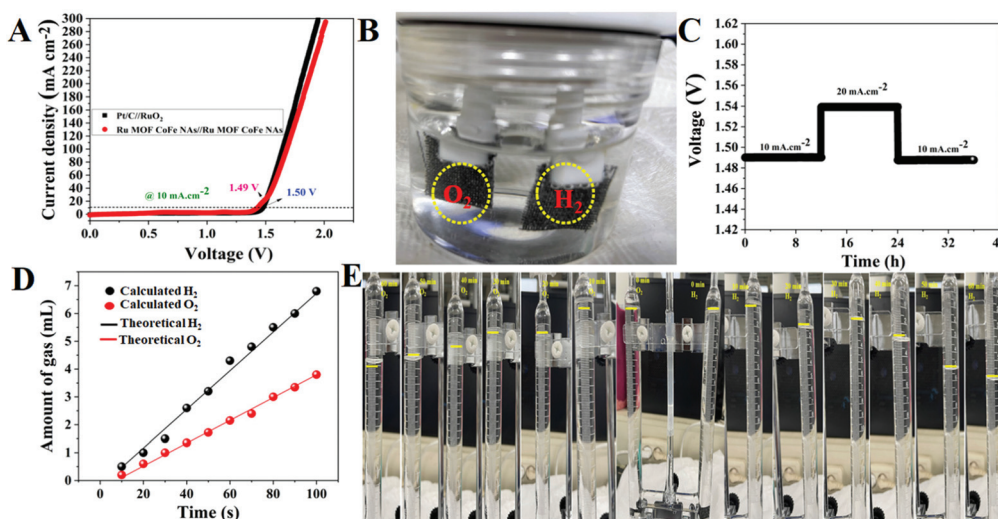 A
Current density (mA cm-2)
300
280
260
240
220
200
180
160
140
120
100
80
60
40
20
0
Pt/C//RuO2
Ru MOF CoFe NAs//Ru MOF CoFe NAs
@ 10 mA.cm-2
1.49 V
1.50 V
0.0 0.5 1.0 1.5 2.0
Voltage (V)
B
O2
H2
C
Voltage (V)
1.62
1.60
1.58
1.56
1.54
1.52
1.50
1.48
1.46
1.44
1.42
20 mA.cm-2
10 mA.cm-2
10 mA.cm-2
0 8 16 24 32 4
Time (h)
D
Amount of gas (mL)
7
6
5
4
3
2
1
0
Calculated H2
Calculated O2
Theoretical H2
Theoretical O2
0 20 40 60 80 100
Time (s)
E
0 min
H2